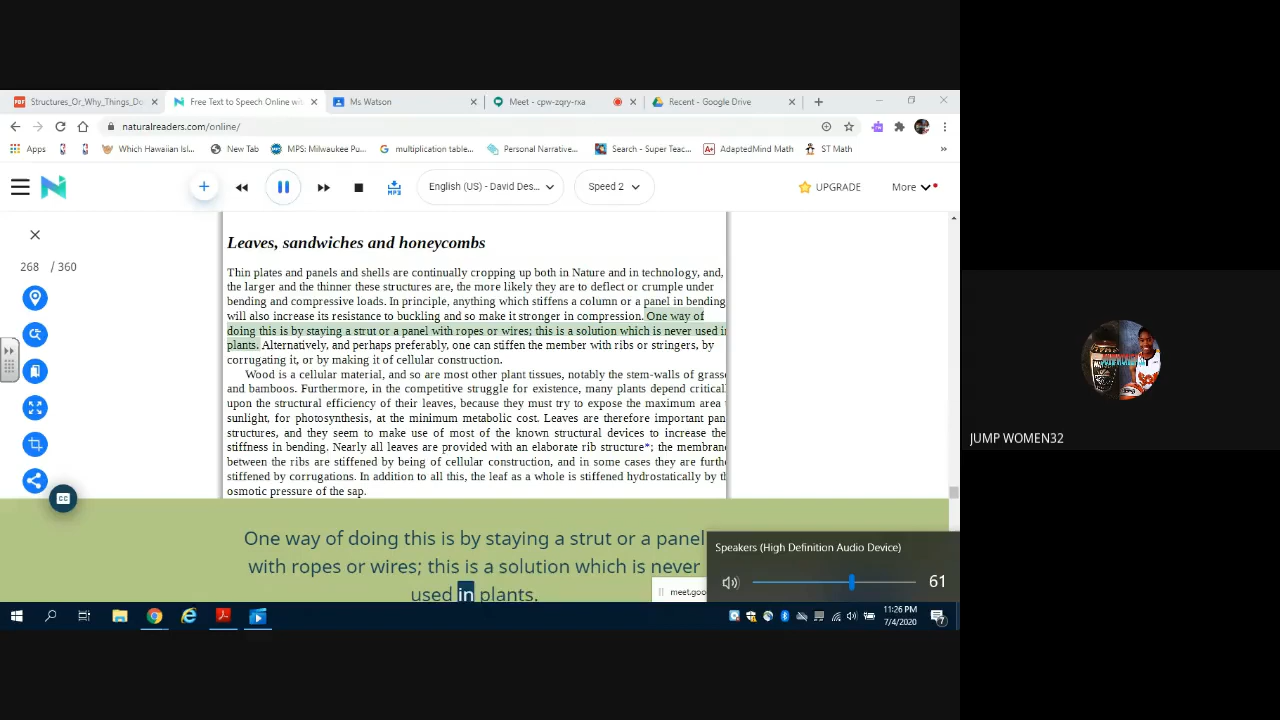 Structures_Or_Why_Things_Do
Free Text to Speech Online wit
Ms Watson
Meet - cpw-zqry-rxa
Recent - Google Drive
naturalreaders.com/online/
Apps
Which Hawaiian Isl...
New Tab
MPS: Milwaukee Pu...
multiplication table...
Personal Narrative...
Search - Super Teac...
AdaptedMind Math
ST Math
»
MP3
English (US) - David Des...
Speed 2
UPGRADE
More
268 / 360
Leaves, sandwiches and honeycombs
Thin plates and panels and shells are continually cropping up both in Nature and in technology, and,
the larger and the thinner these structures are, the more likely they are to deflect or crumple under
bending and compressive loads. In principle, anything which stiffens a column or a panel in bending
will also increase its resistance to buckling and so make it stronger in compression. One way of
doing this is by staying a strut or a panel with ropes or wires; this is a solution which is never used i
plants. Alternatively, and perhaps preferably, one can stiffen the member with ribs or stringers, by
corrugating it, or by making it of cellular construction.
Wood is a cellular material, and so are most other plant tissues, notably the stem-walls of grasse
and bamboos. Furthermore, in the competitive struggle for existence, many plants depend critical
upon the structural efficiency of their leaves, because they must try to expose the maximum area
sunlight, for photosynthesis, at the minimum metabolic cost. Leaves are therefore important pan
structures, and they seem to make use of most of the known structural devices to increase the
stiffness in bending. Nearly all leaves are provided with an elaborate rib structure*; the membran
between the ribs are stiffened by being of cellular construction, and in some cases they are furthe
stiffened by corrugations. In addition to all this, the leaf as a whole is stiffened hydrostatically by th
osmotic pressure of the sap.
CC
One way of doing this is by staying a strut or a panel
with ropes or wires; this is a solution which is never
used in plants.
Speakers (High Definition Audio Device)
61
meet.goo
11:26 PM
7/4/2020
7
JUMP WOMEN32